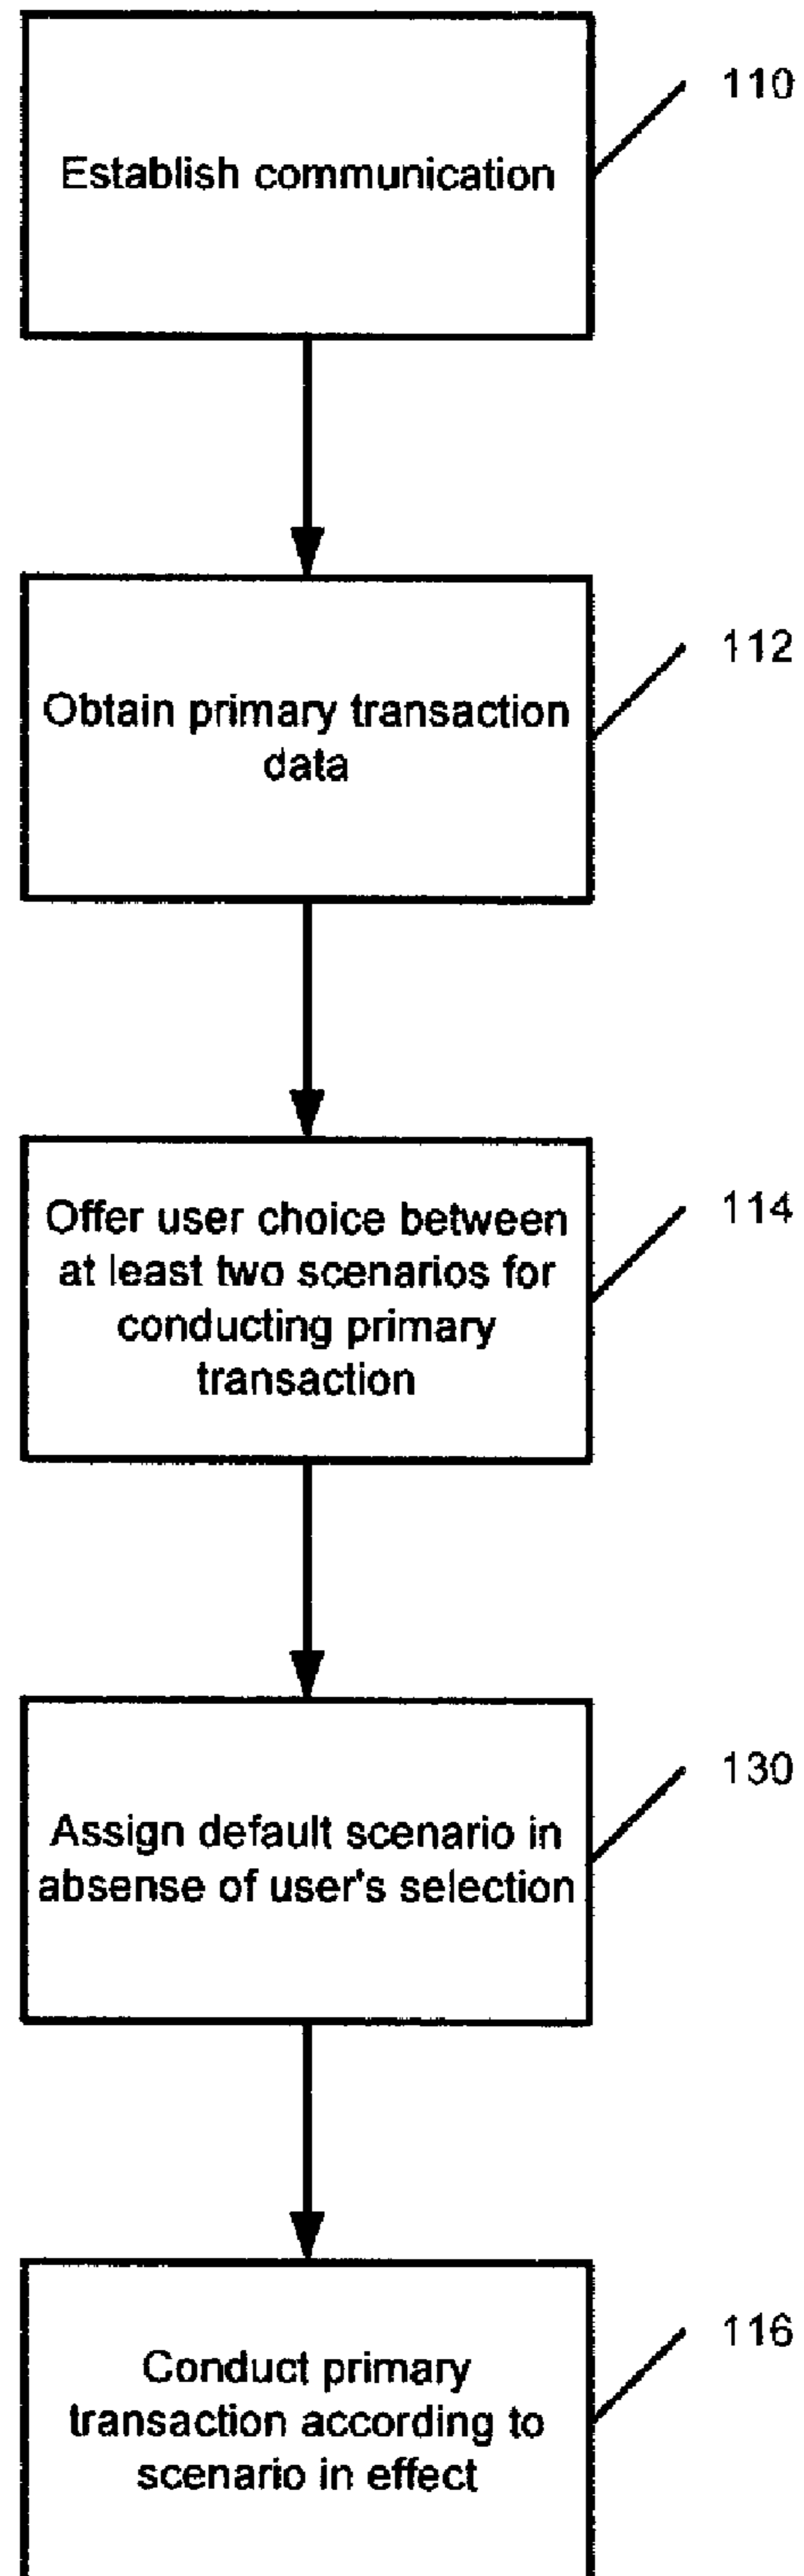 110
Establish communication
112
Obtain primary transaction
data
114
Offer user choice between
at least two scenarios for
conducting primary
transaction
130
Assign default scenario in
absense of user's selection
116
Conduct primary
transaction according to
scenario in effect